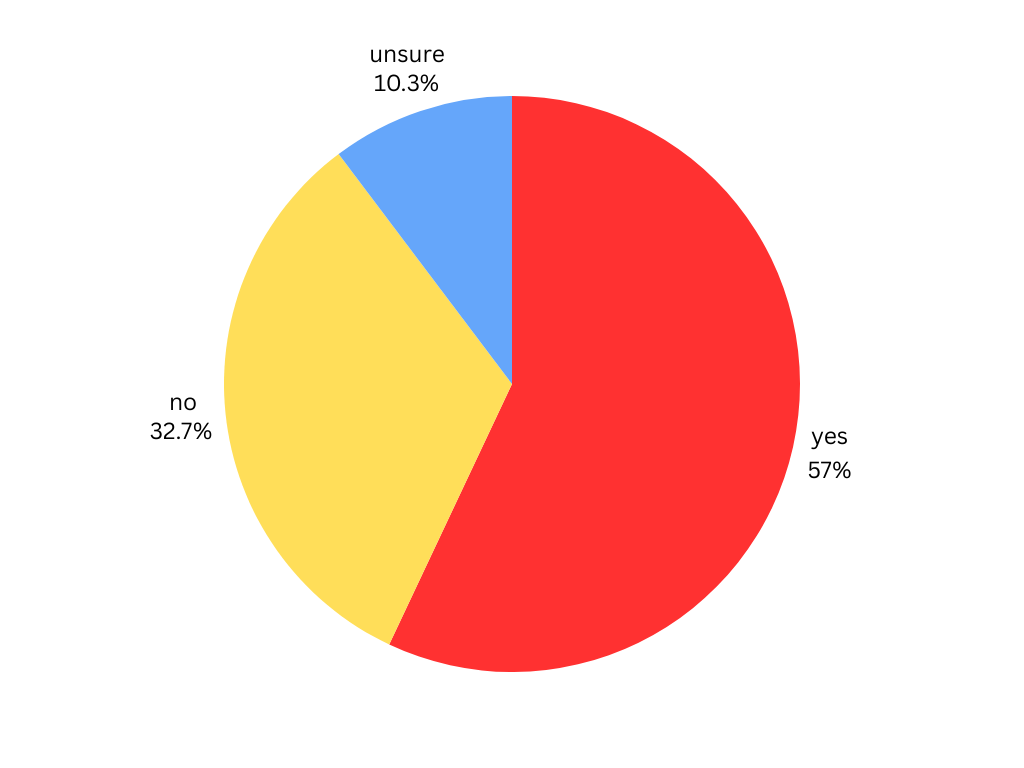 unsure
10.3%
no
32.7%
yes
57%